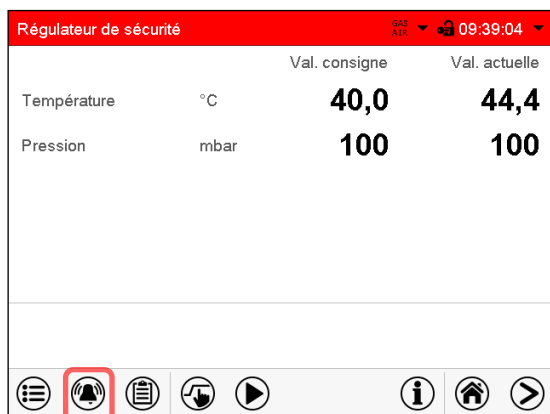 Régulateur de sécurité GAS AIR 09:39:04
Val. consigne Val. actuelle
Température °C 40,0 44,4
Pression mbar 100 100